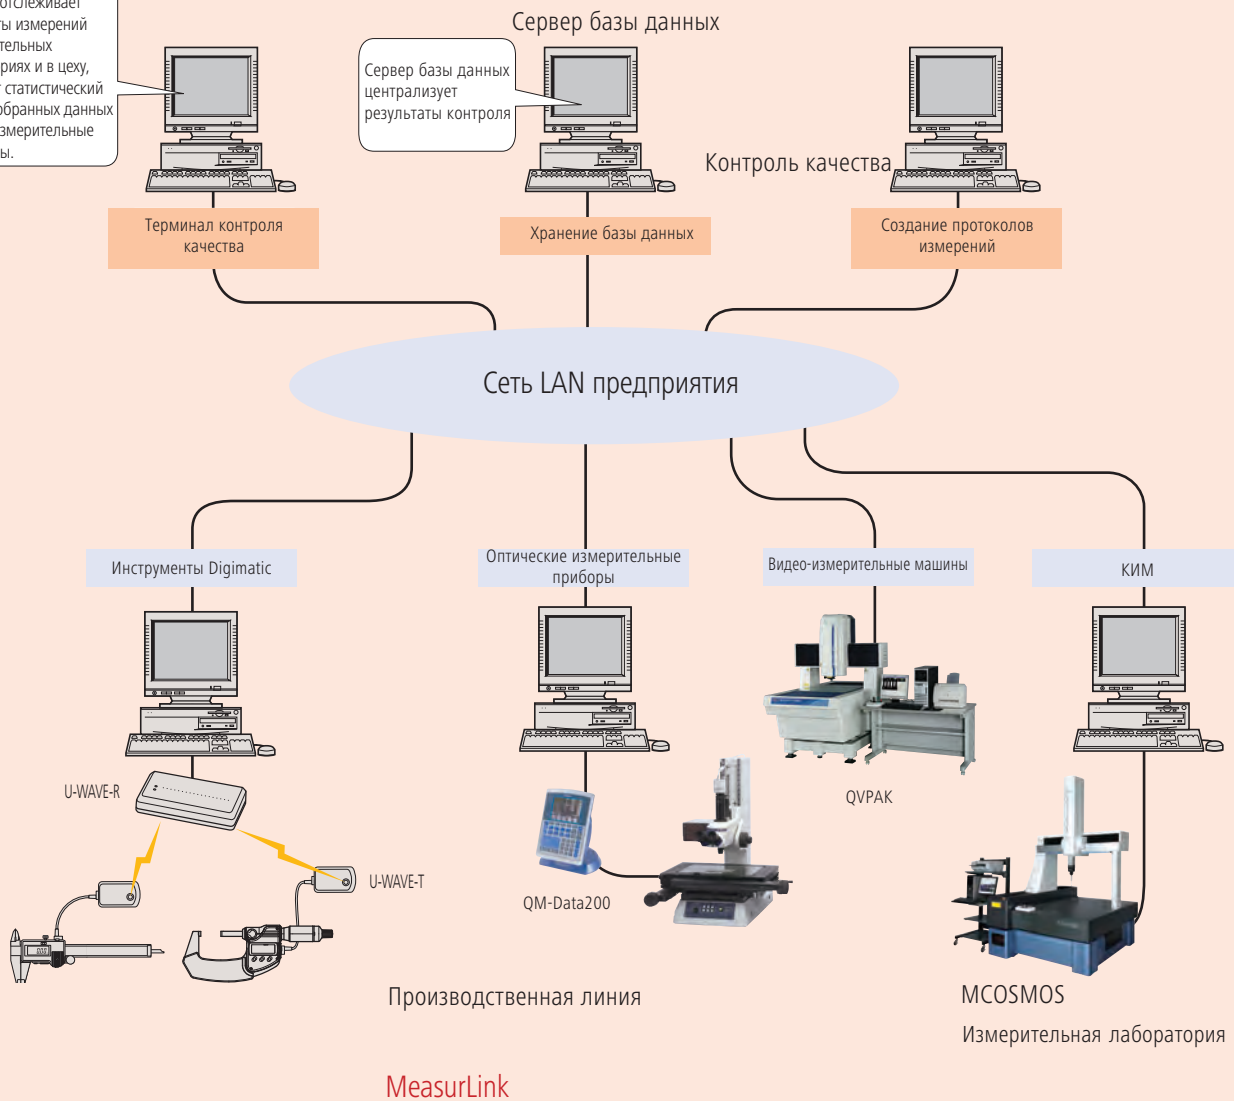 отслеживает
ты измерений
тельных
риях и в цеху,
т статистический
обранных данных
измерительные
ы.
Сервер базы данных
Сервер базы данных
централизует
результаты контроля
Контроль качества
Терминал контроля
качества
Хранение базы данных
Создание протоколов
измерений
Сеть LAN предприятия
Инструменты Digimatic
Оптические измерительные
приборы
Видео-измерительные машины
КИМ
U-WAVE-R
U-WAVE-T
QM-Data200
QVPAK
MCOSMOS
Производственная линия
Измерительная лаборатория
MeasurLink